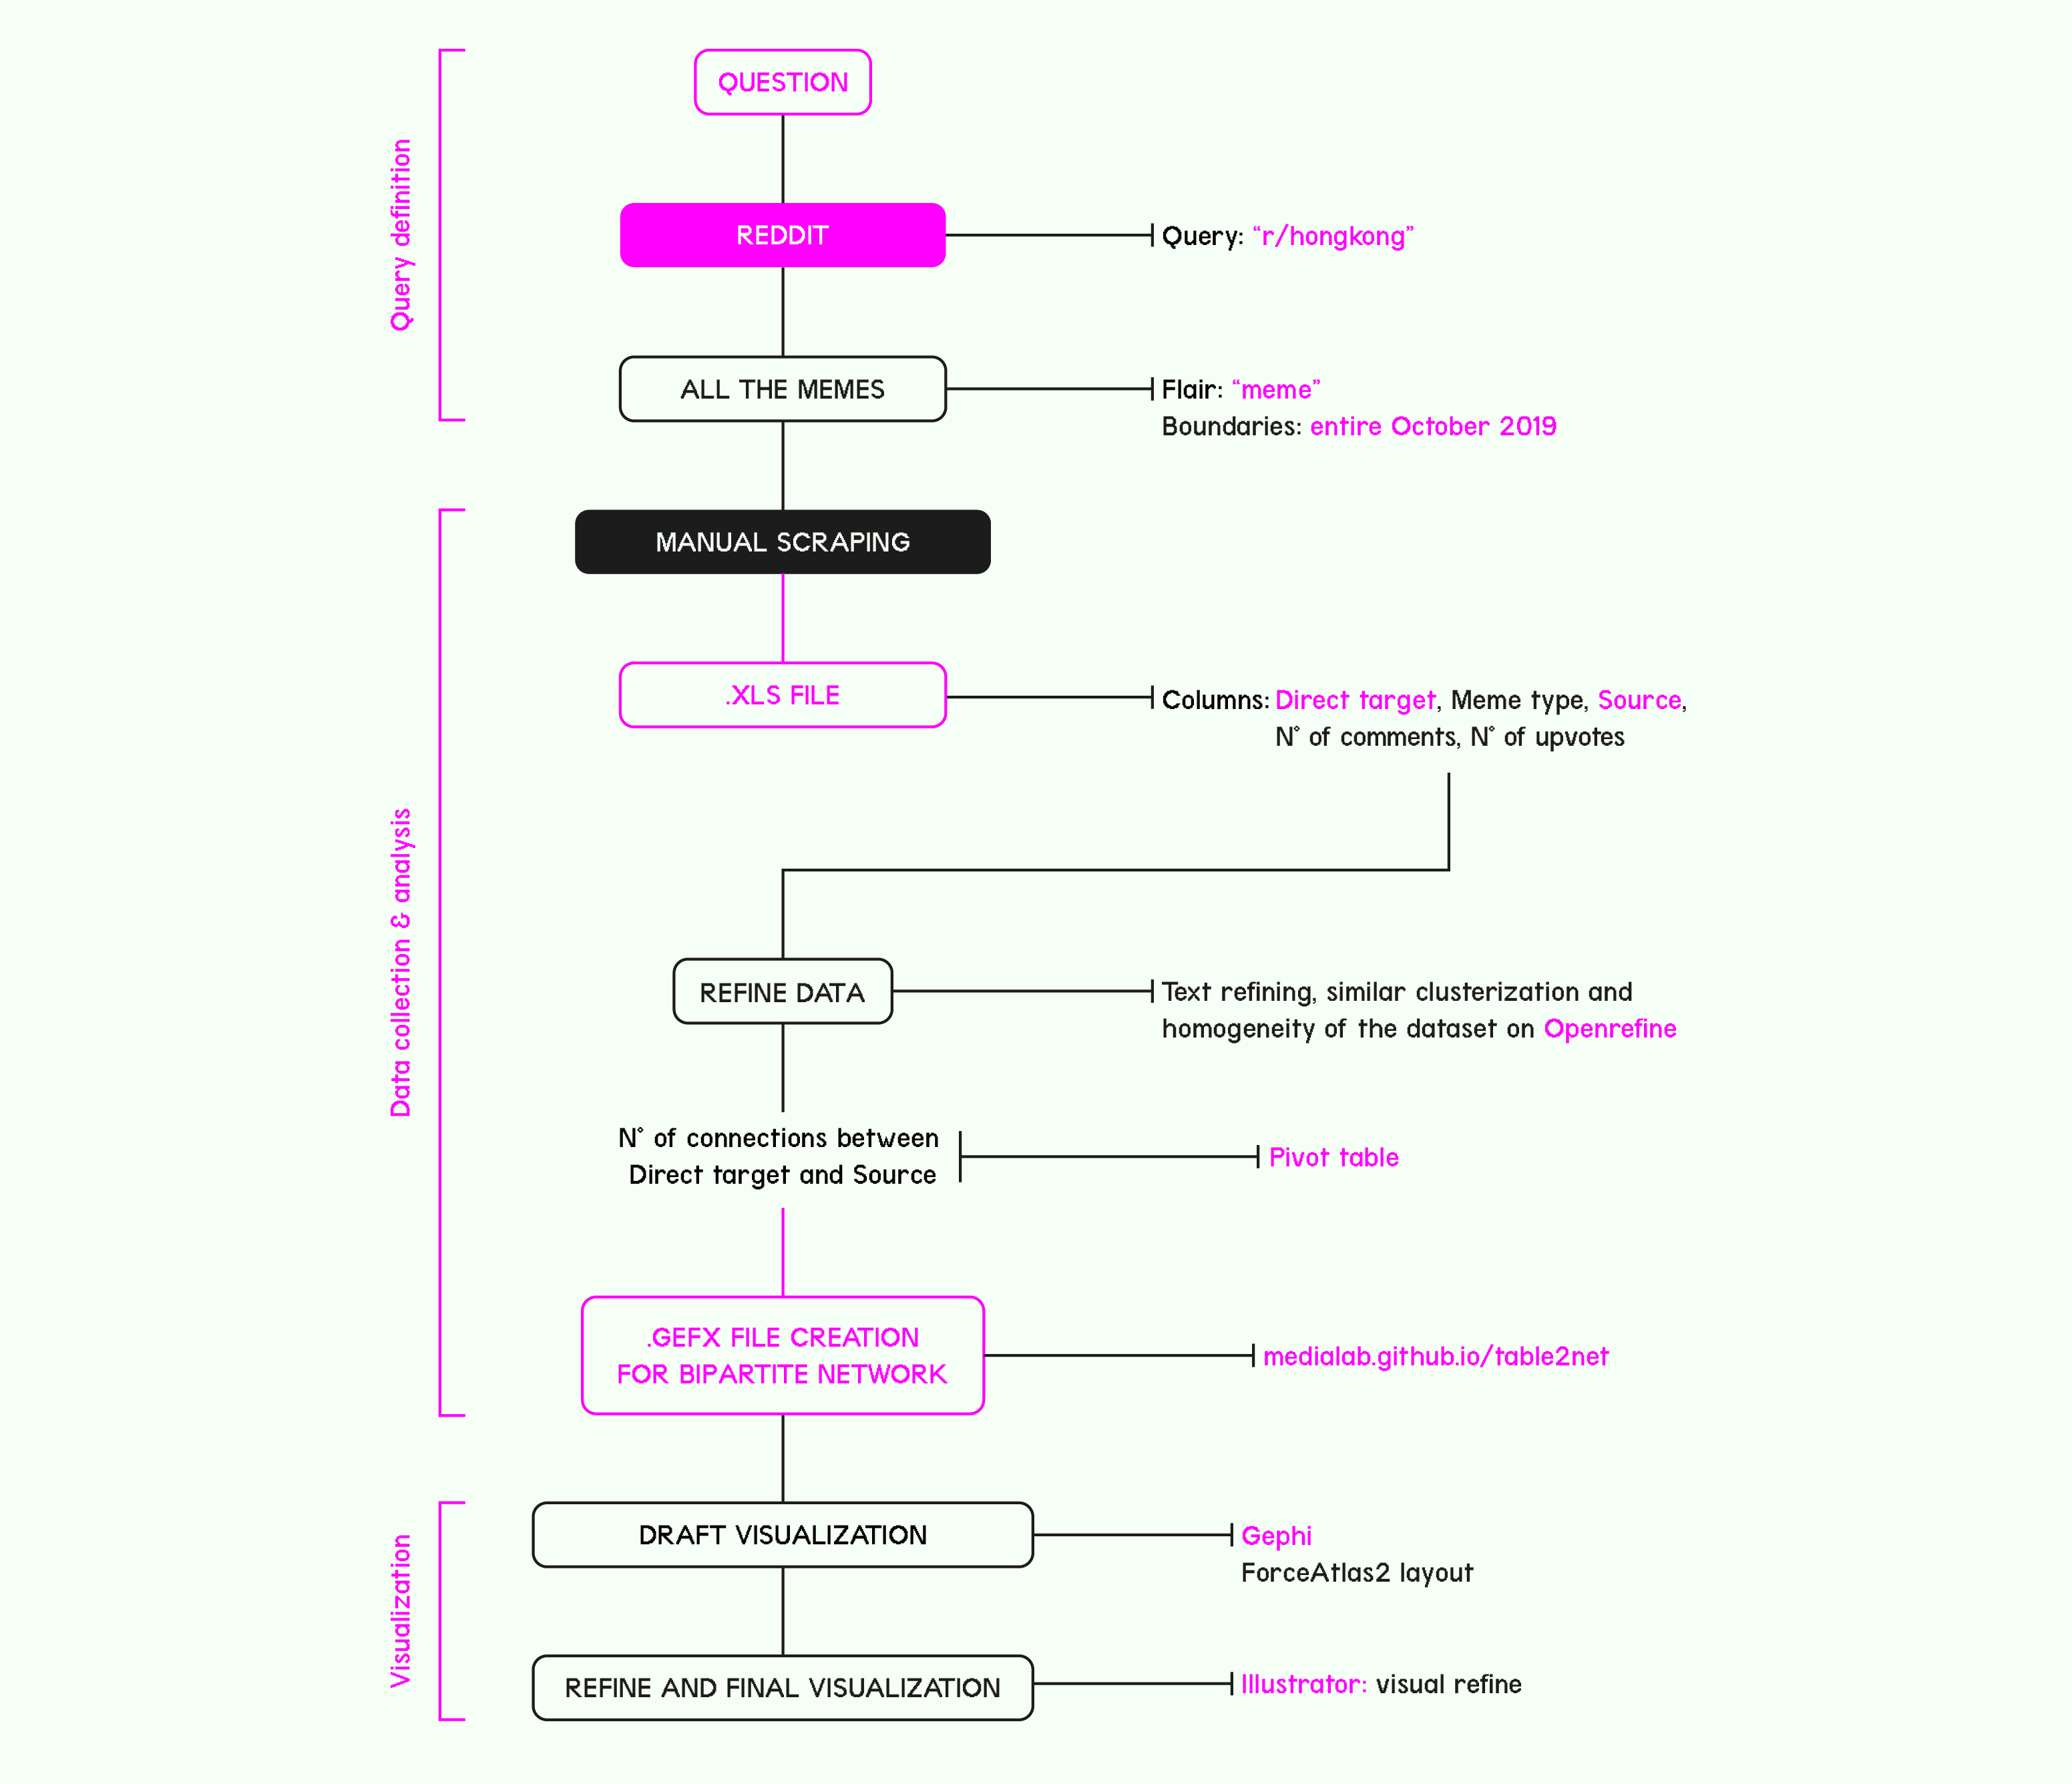 Query definition
QUESTION
REDDIT
Query: “r/hongkong”
ALL THE MEMES
Flair: “meme”
Boundaries: entire October 2019
Data collection & analysis
MANUAL SCRAPING
.XLS FILE
Columns: Direct target, Meme type, Source,
N° of comments, N° of upvotes
REFINE DATA
Text refining, similar clusterization and
homogeneity of the dataset on Openrefine
N° of connections between
Direct target and Source
Pivot table
.GEFX FILE CREATION
FOR BIPARTITE NETWORK
medialab.github.io/table2net
Visualization
DRAFT VISUALIZATION
Gephi
ForceAtlas2 layout
REFINE AND FINAL VISUALIZATION
Illustrator: visual refine